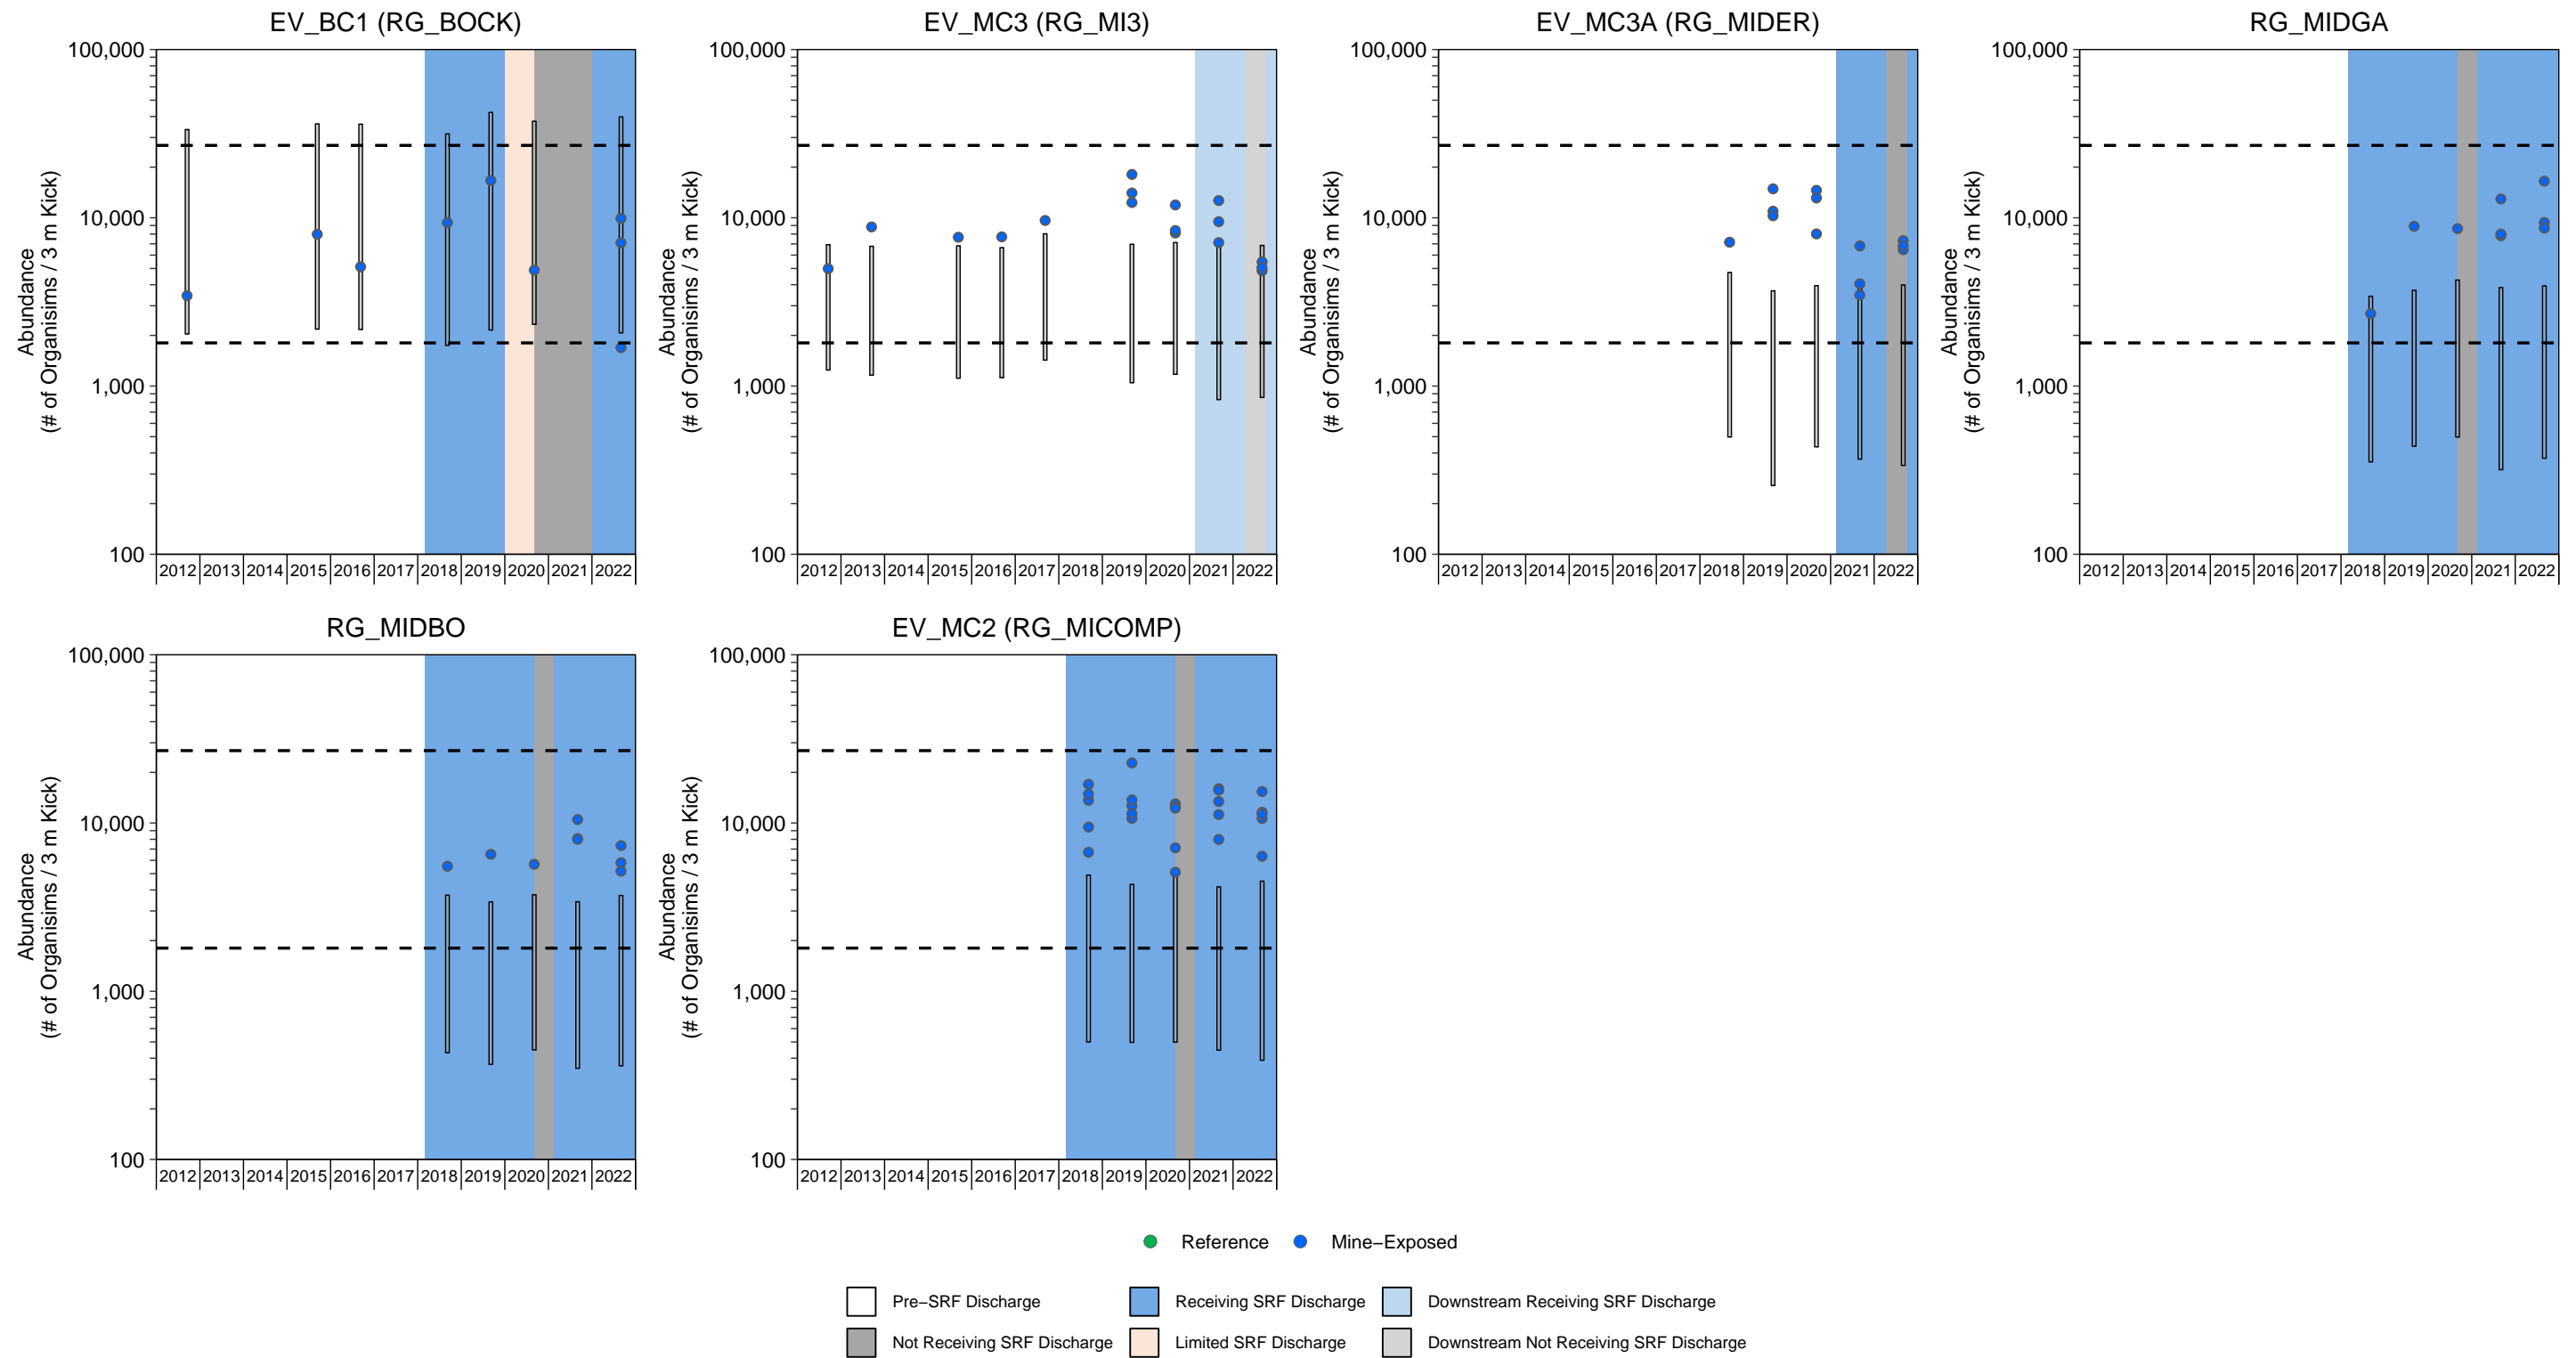 EV_BC1 (RG_BOCK)
EV_MC3 (RG_MI3)
EV_MC3A (RG_MIDER)
RG_MIDGA
Abundance
(# of Organisims / 3 m Kick)
100,000
10,000
1,000
100
2012 2013 2014 2015 2016 2017 2018 2019 2020 2021 2022
Abundance
(# of Organisims / 3 m Kick)
100,000
10,000
1,000
100
2012 2013 2014 2015 2016 2017 2018 2019 2020 2021 2022
Abundance
(# of Organisims / 3 m Kick)
100,000
10,000
1,000
100
2012 2013 2014 2015 2016 2017 2018 2019 2020 2021 2022
Abundance
(# of Organisims / 3 m Kick)
100,000
10,000
1,000
100
2012 2013 2014 2015 2016 2017 2018 2019 2020 2021 2022
RG_MIDBO
EV_MC2 (RG_MICOMP)
Abundance
(# of Organisims / 3 m Kick)
100,000
10,000
1,000
100
2012 2013 2014 2015 2016 2017 2018 2019 2020 2021 2022
Abundance
(# of Organisims / 3 m Kick)
100,000
10,000
1,000
100
2012 2013 2014 2015 2016 2017 2018 2019 2020 2021 2022
Reference Mine−Exposed
Pre−SRF Discharge Receiving SRF Discharge Downstream Receiving SRF Discharge
Not Receiving SRF Discharge Limited SRF Discharge Downstream Not Receiving SRF Discharge